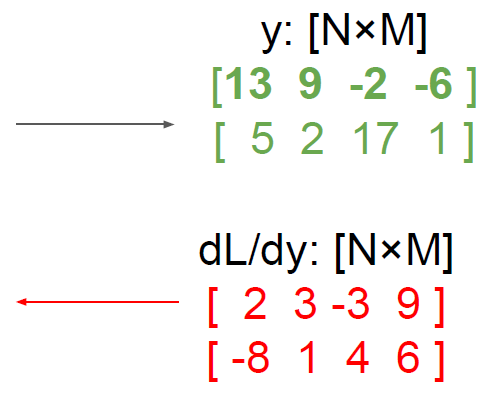 y: [N×M]
[13 9 -2 -6 ]
[ 5 2 17 1 ]
dL/dy: [N×M]
[ 2 3 -3 9 ]
[ -8 1 4 6 ]